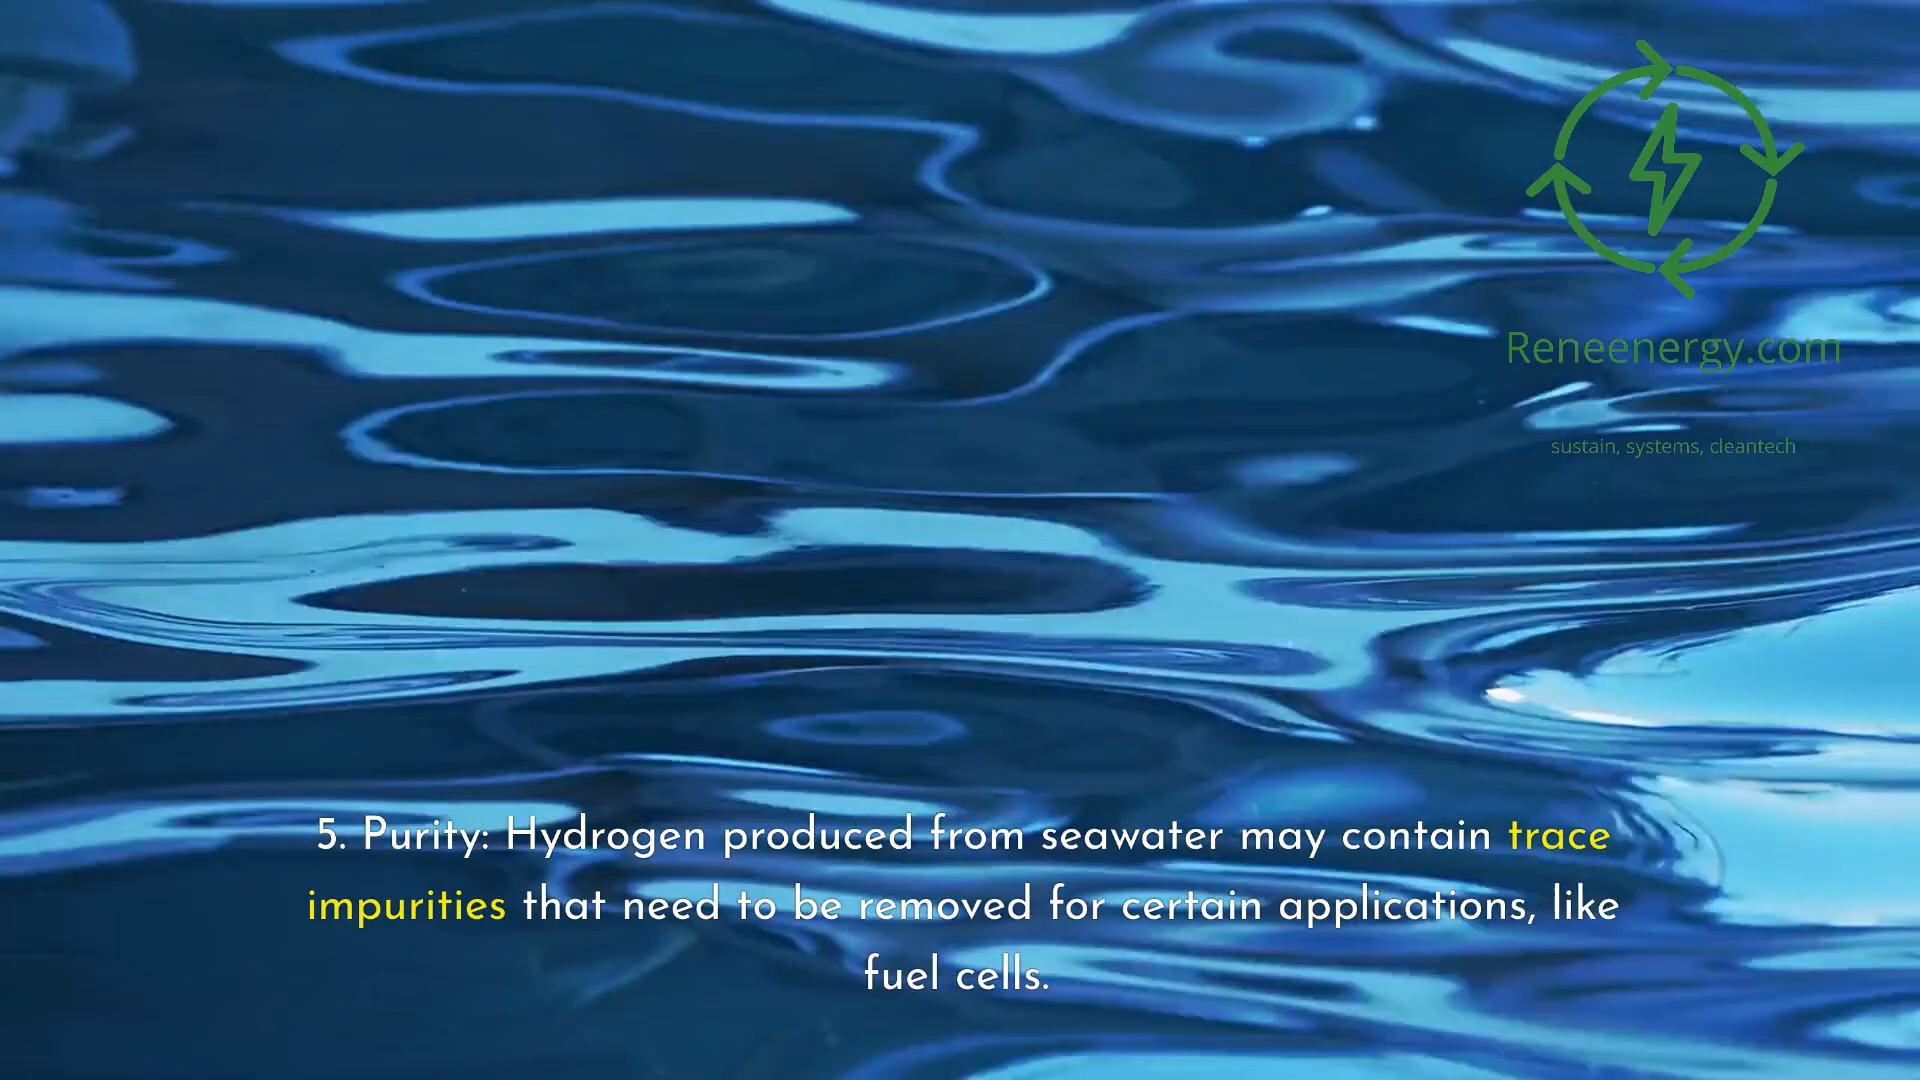 Reneenergy.com
sustain, systems, cleantech
5. Purity: Hydrogen produced from seawater may contain trace
impurities that need to be removed for certain applications, like
fuel cells.